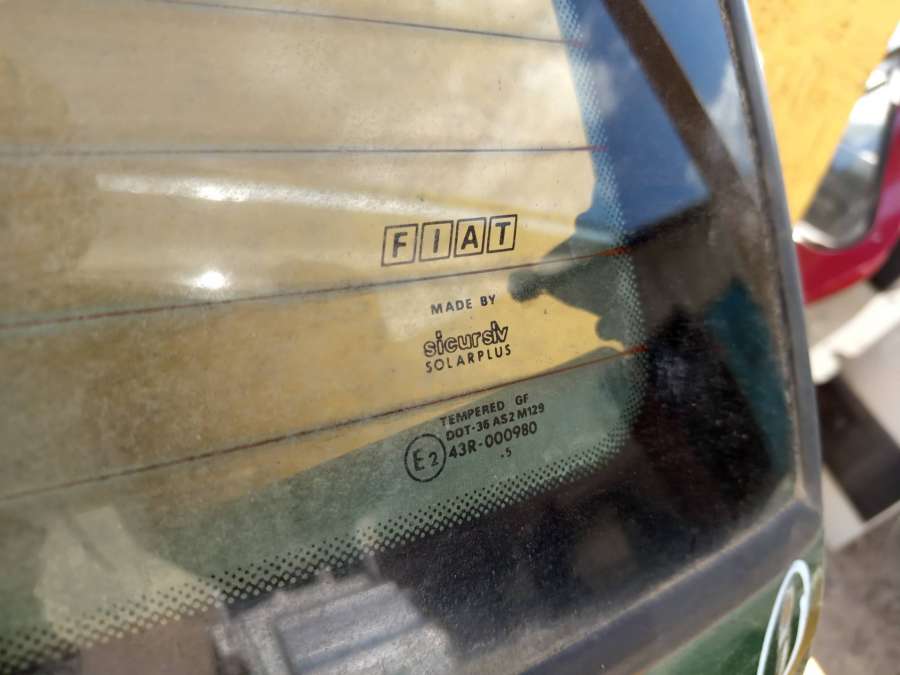 FIAT
MADE BY
sicursiv
SOLARPLUS
TEMPERED GF
DOT-36 AS2 M129
E2 43R-000980
.5